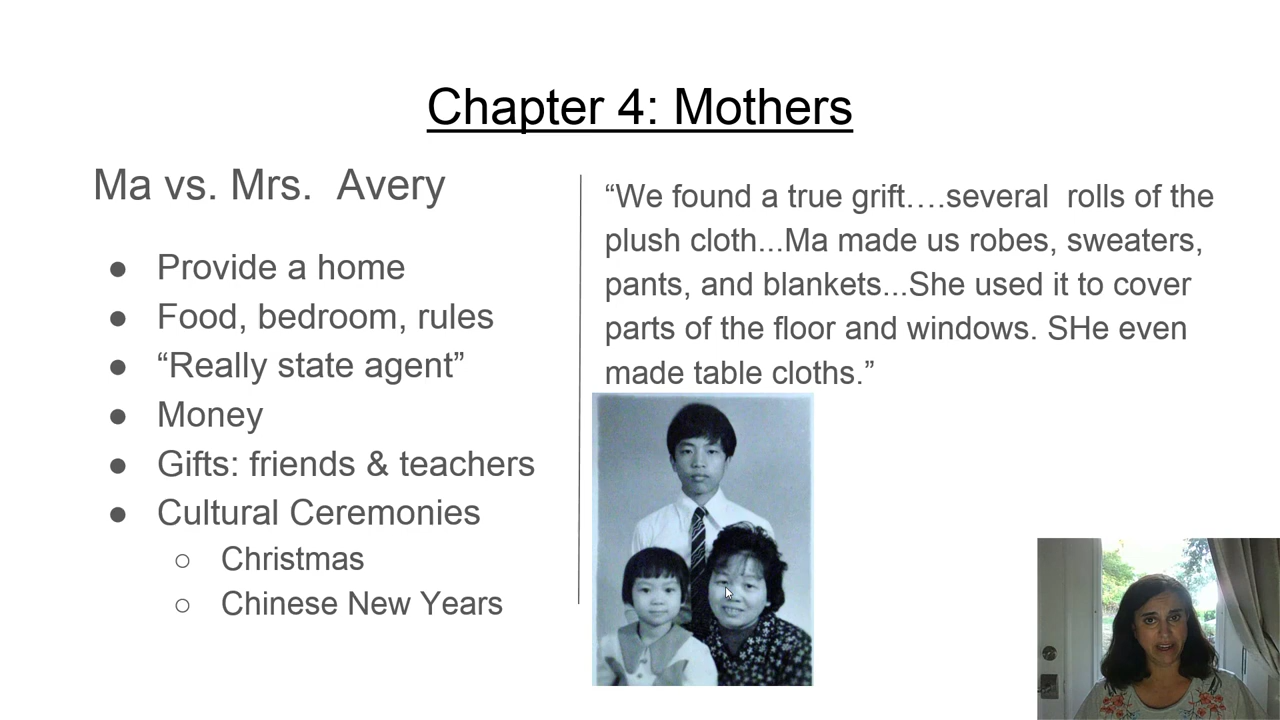 Chapter 4: Mothers
Ma vs. Mrs. Avery
● Provide a home
● Food, bedroom, rules
● “Really state agent”
● Money
● Gifts: friends & teachers
● Cultural Ceremonies
○ Christmas
○ Chinese New Years
“We found a true grift….several rolls of the
plush cloth...Ma made us robes, sweaters,
pants, and blankets...She used it to cover
parts of the floor and windows. SHe even
made table cloths.”